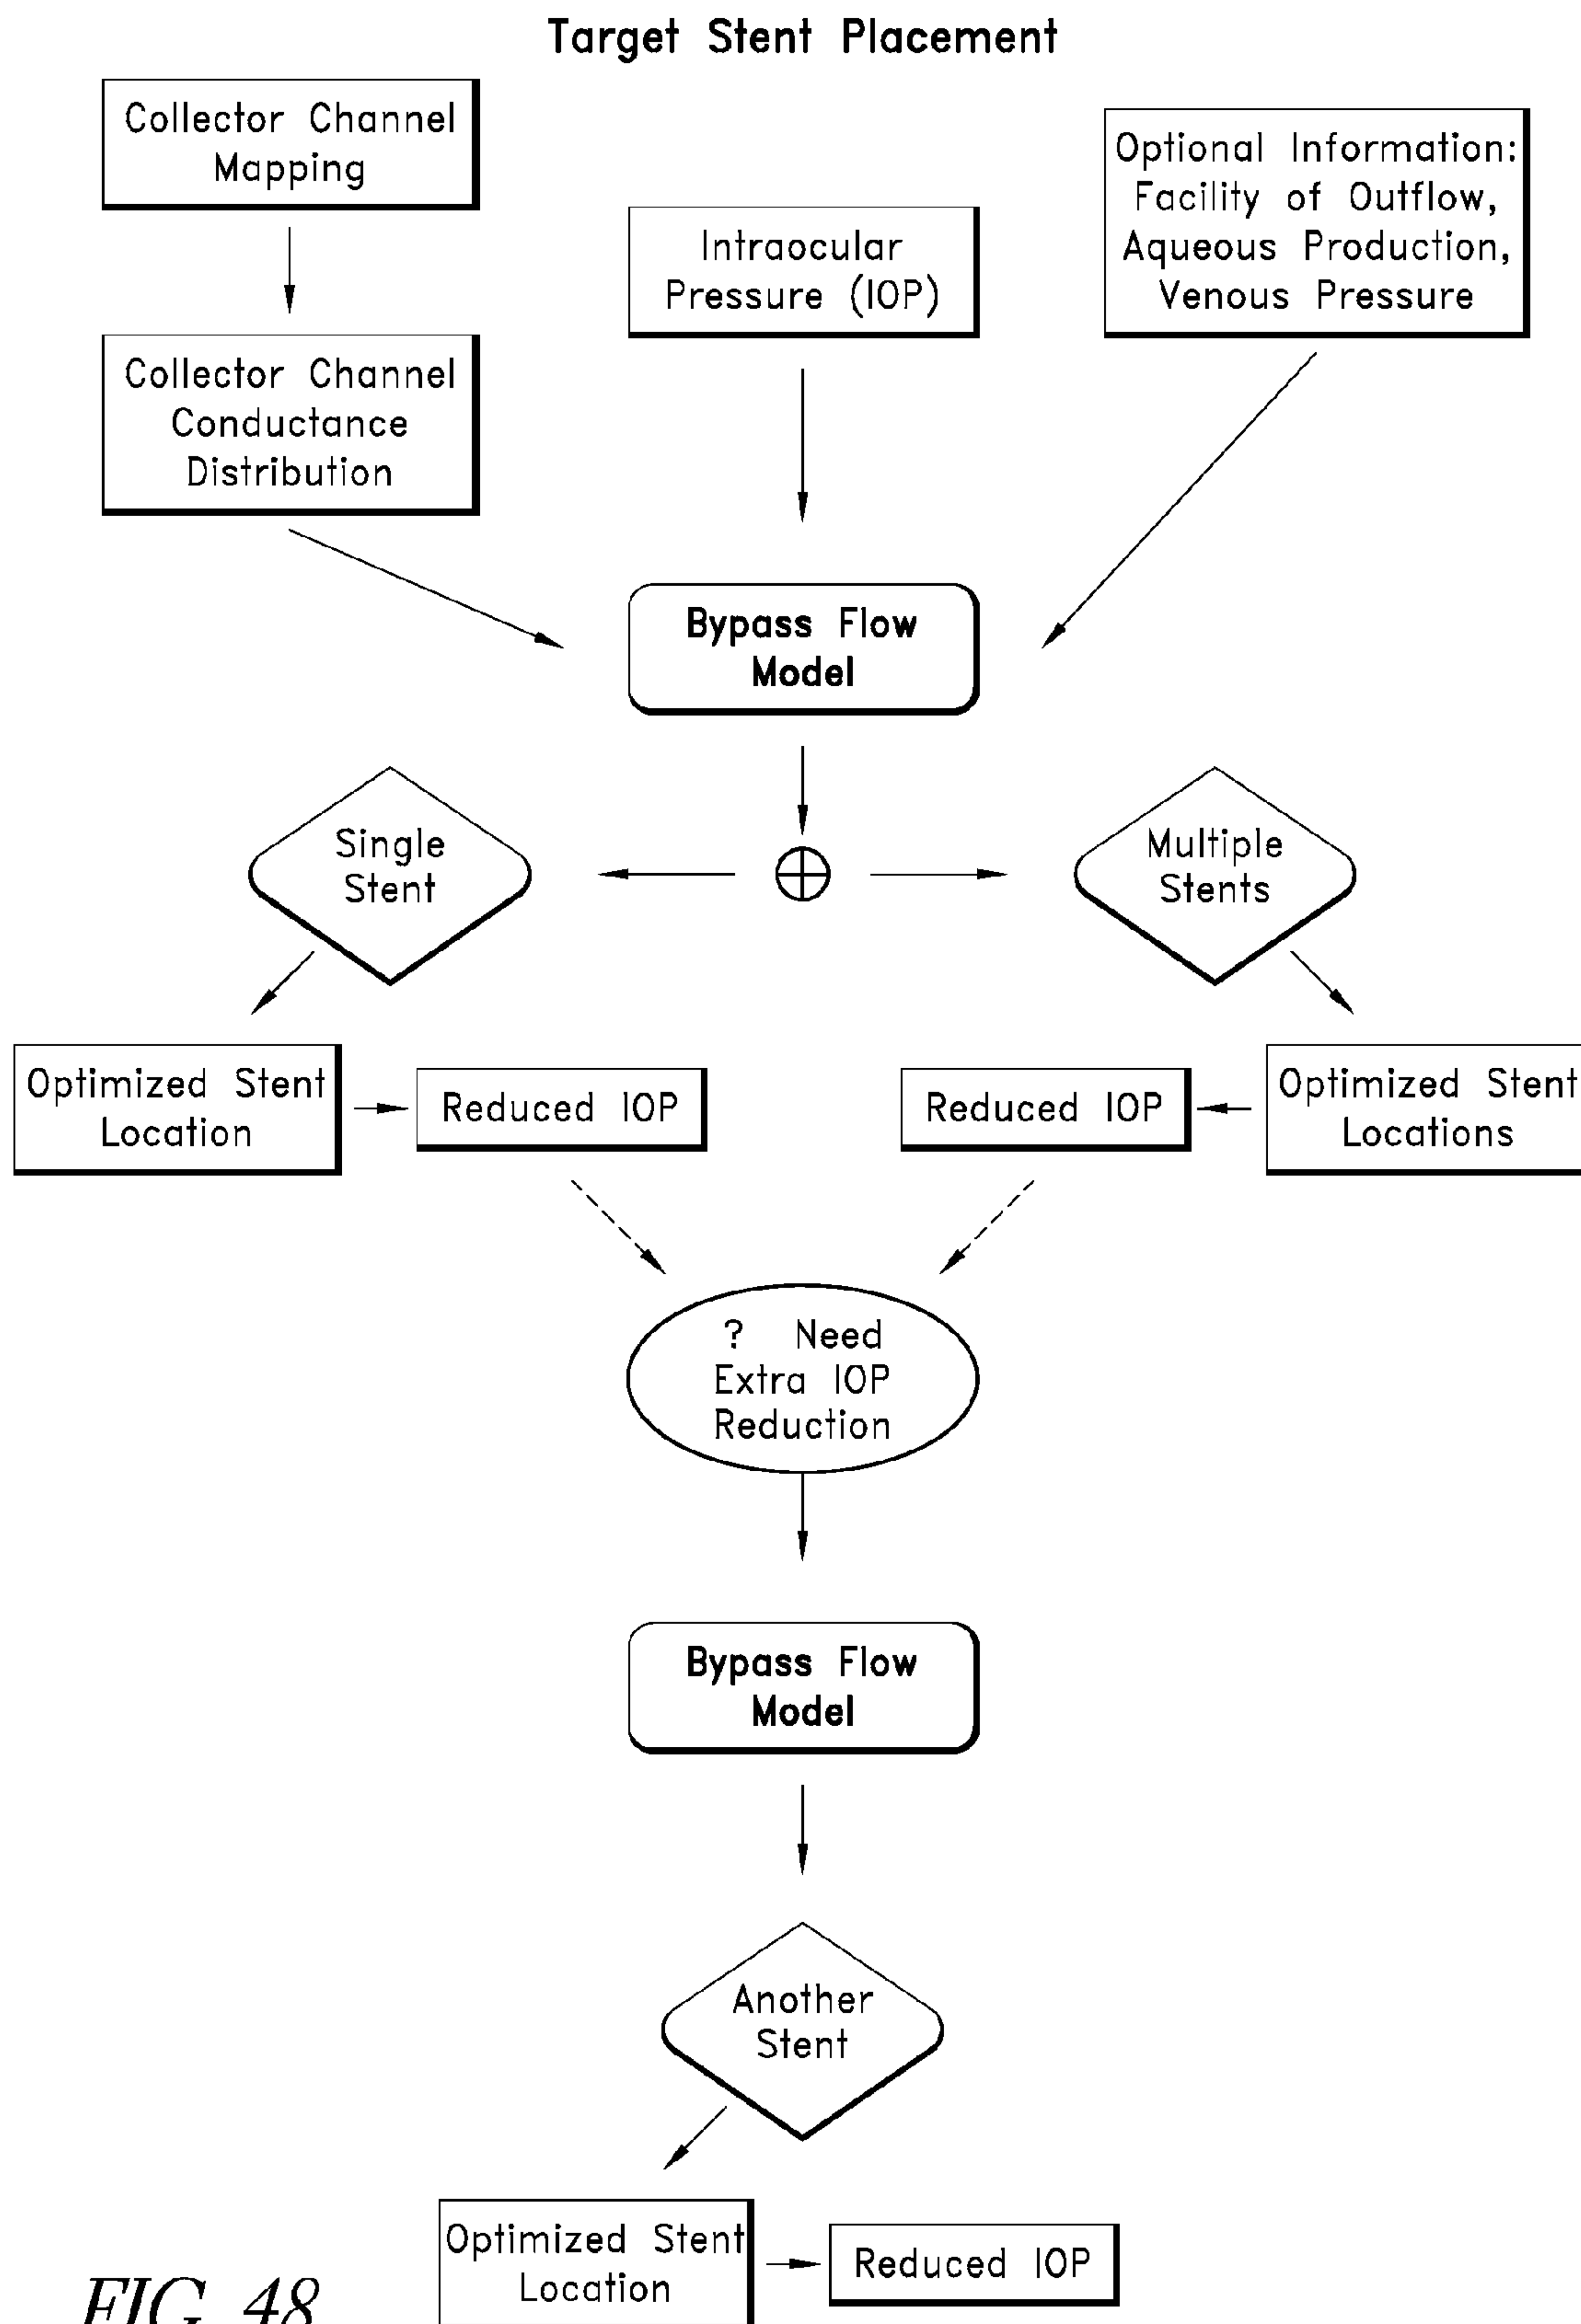 Target Stent Placement
Collector Channel
Mapping
Optional Information:
Facility of Outflow,
Aqueous Production,
Venous Pressure
Intraocular
Pressure (IOP)
Collector Channel
Conductance
Distribution
Bypass Flow
Model
Single
Stent
Multiple
Stents
Optimized Stent
Location
Reduced IOP
Reduced IOP
Optimized Stent
Locations
? Need
Extra IOP
Reduction
Bypass Flow
Model
Another
Stent
Optimized Stent
Location
Reduced IOP
FIG. 48